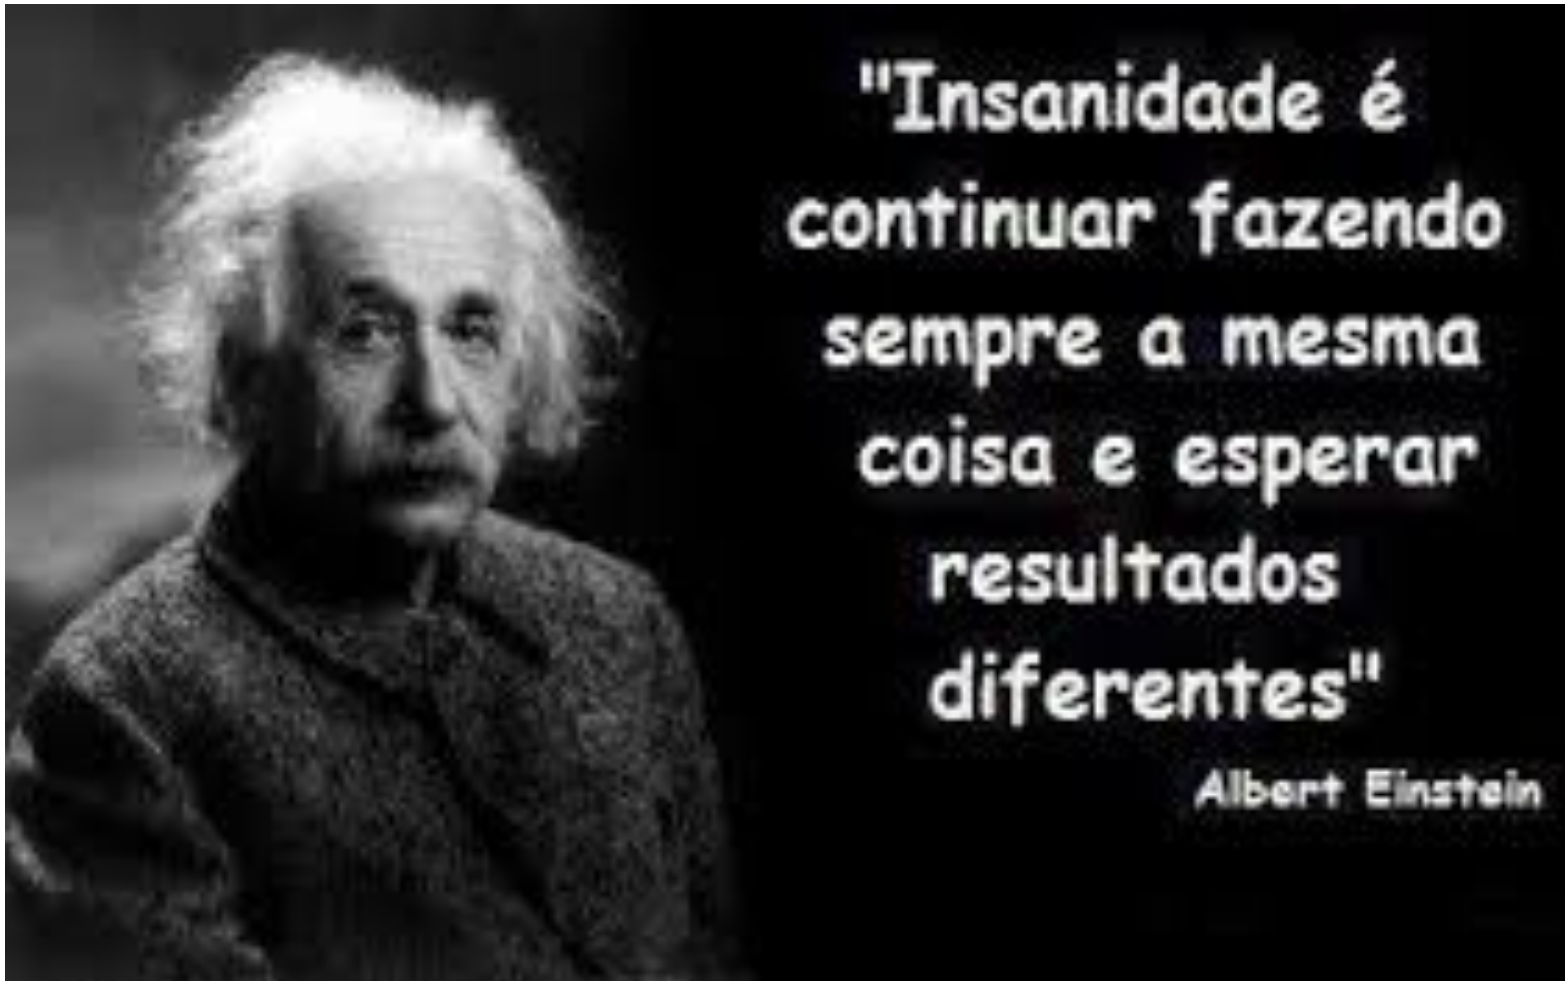 "Insanidade é
continuar fazendo
sempre a mesma
coisa e esperar
resultados
diferentes"
Albert Einstein